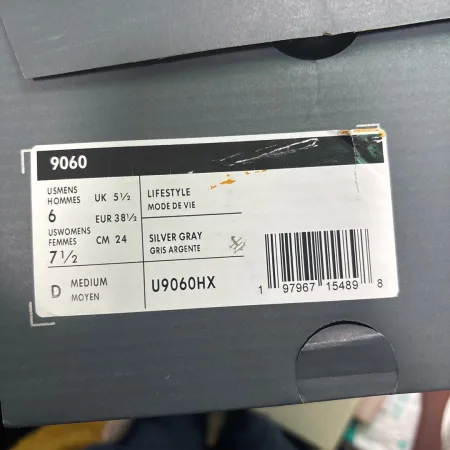 9060
USMENS
HOMMES
6
UK 5½
EUR 38½
USWOMENS
FEMMES
7½
CM 24
D MEDIUM
MOYEN
LIFESTYLE
MODE DE VIE
SILVER GRAY
GRIS ARGENTE
U9060HX
1 97967 15489 8